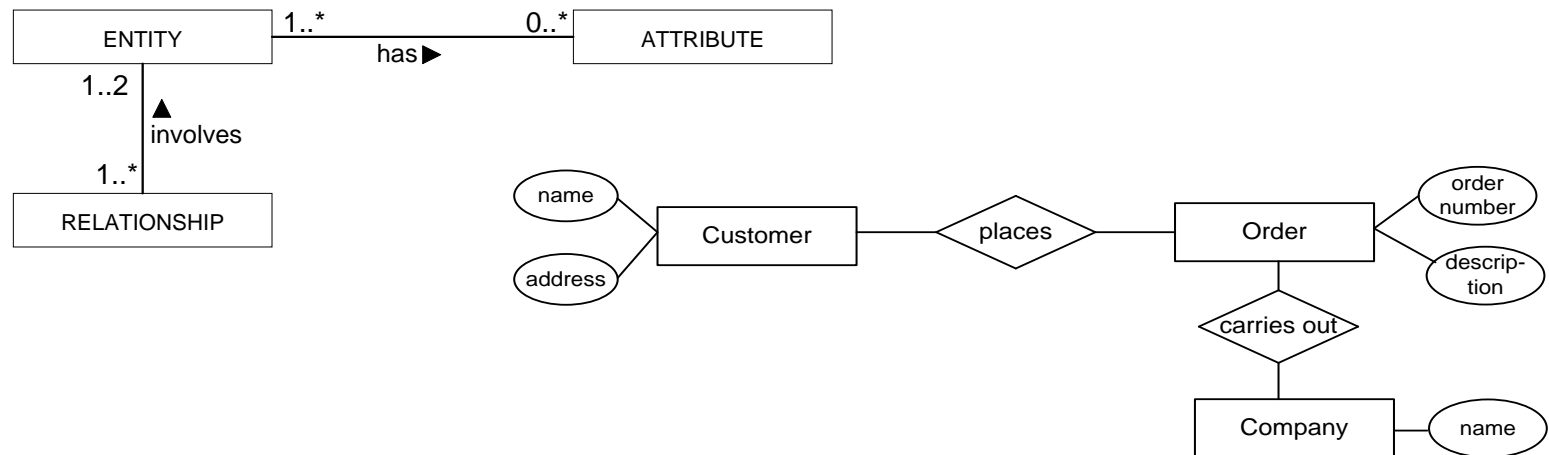 ENTITY
1..*
0..*
ATTRIBUTE
has
1..2
involves
1..*
RELATIONSHIP
name
address
Customer
places
Order
order
number
descrip-
tion
carries out
Company
name